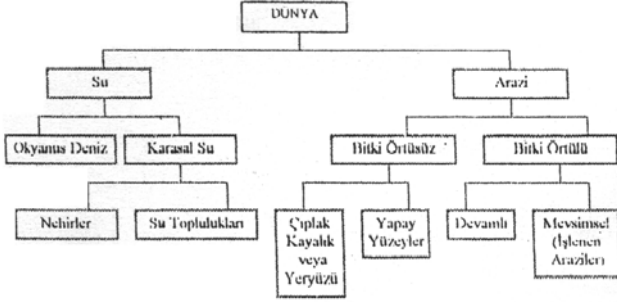 DÜNYA
Su
Arazi
Okyanus Deniz
Karasal Su
Bitki Örtüsüz
Bitki Örtülü
Nehirler
Su Toplulukları
Çıplak
Kayalık
veya
Yeryüzü
Yapay
Yüzeyler
Devamlı
Mevsimsel
(İşlenen
Araziler)